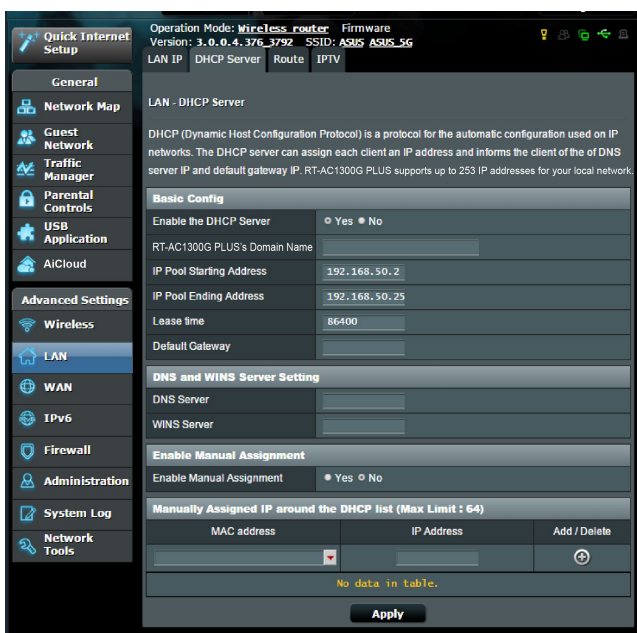 Quick Internet
Setup
General
Network Map
Guest
Network
Traffic
Manager
Parental
Controls
USB
Application
AiCloud
Advanced Settings
Wireless
LAN
WAN
IPv6
Firewall
Administration
System Log
Network
Tools
Operation Mode: Wireless router Firmware
Version: 3.0.0.4.376_3792 SSID: ASUS ASUS_5G
LAN IP DHCP Server Route IPTV
LAN - DHCP Server
DHCP (Dynamic Host Configuration Protocol) is a protocol for the automatic configuration used on IP
networks. The DHCP server can assign each client an IP address and informs the client of the of DNS
server IP and default gateway IP. RT-AC1300G PLUS supports up to 253 IP addresses for your local network.
Basic Config
Enable the DHCP Server Yes No
RT-AC1300G PLUS's Domain Name
IP Pool Starting Address 192.168.50.2
IP Pool Ending Address 192.168.50.25
Lease time 86400
Default Gateway
DNS and WINS Server Setting
DNS Server
WINS Server
Enable Manual Assignment
Enable Manual Assignment Yes No
Manually Assigned IP around the DHCP list (Max Limit : 64)
MAC address IP Address Add / Delete
No data in table.
Apply